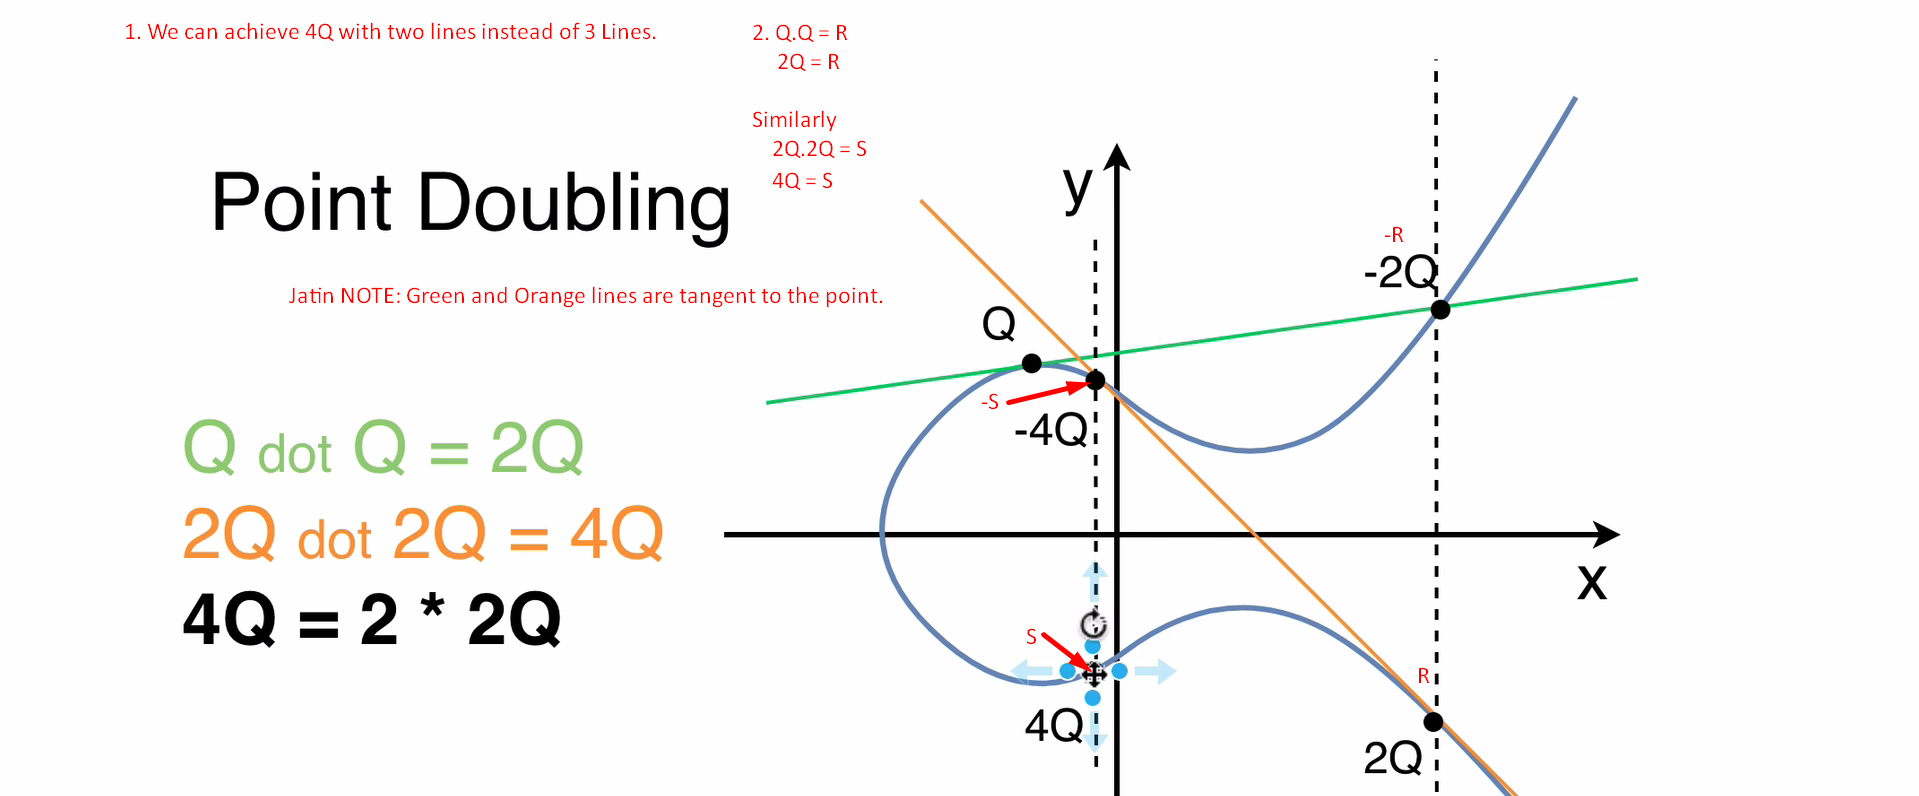 1. We can achieve 4Q with two lines instead of 3 Lines.
2. Q.Q = R
2Q = R
Similarly
2Q.2Q = S
4Q = S
Point Doubling
Jatin NOTE: Green and Orange lines are tangent to the point.
Q dot Q = 2Q
2Q dot 2Q = 4Q
4Q = 2 * 2Q
y
-R
-2Q
Q
-S
-4Q
x
S
R
4Q
2Q